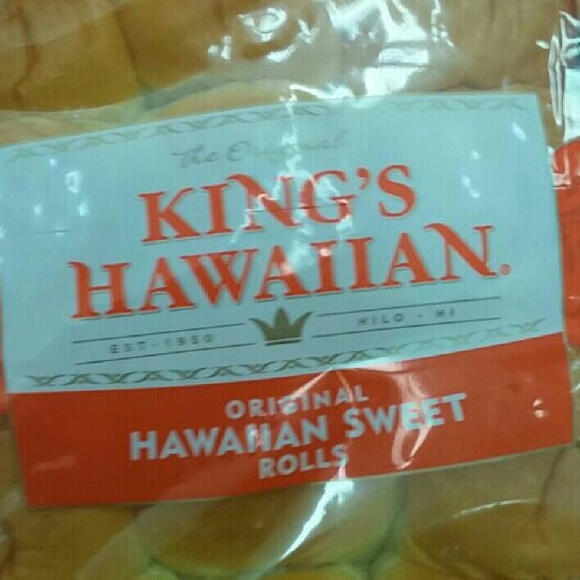 The Original
KING'S
HAWAIIAN.
EST·1950 HILO · HI
ORIGINAL
HAWAIIAN SWEET
ROLLS